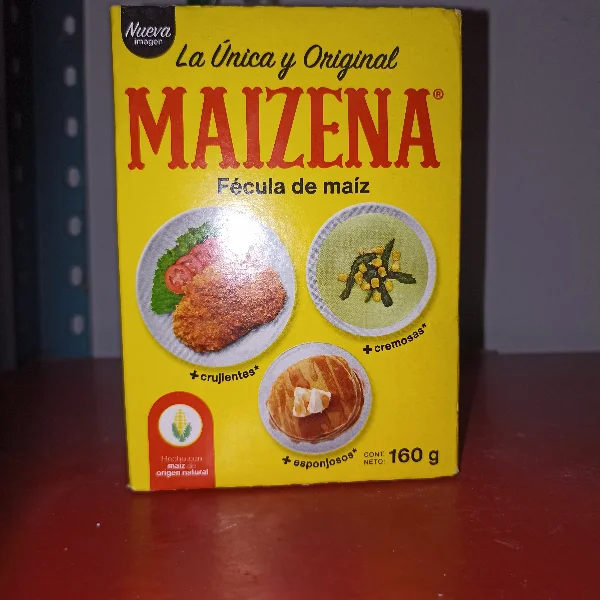 Nueva
imagen
La Única y Original
MAIZENA®
Fécula de maíz
+crujientes*
+cremosas*
+esponjosos*
CONT.
NETO: 160 g
Hecho con
maíz de
origen natural